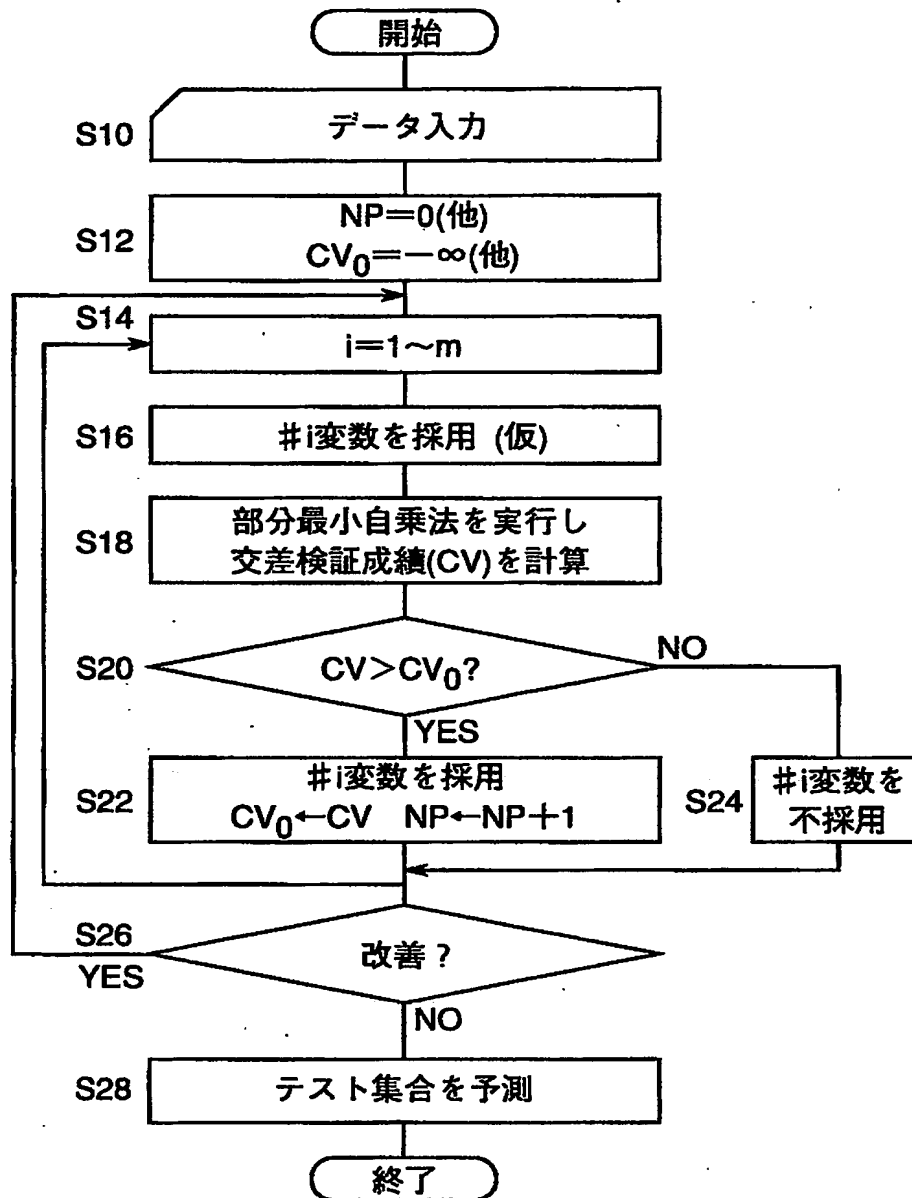 開始
S10
データ入力
S12
NP=0(他)
CV₀=-∞(他)
S14
i=1~m
S16
#i変数を採用 (仮)
S18
部分最小自乗法を実行し
交差検証成績(CV)を計算
S20
CV>CV₀?
NO
YES
S22
#i変数を採用
CV₀←CV NP←NP+1
S24
#i変数を
不採用
S26
改善?
YES
NO
S28
テスト集合を予測
終了